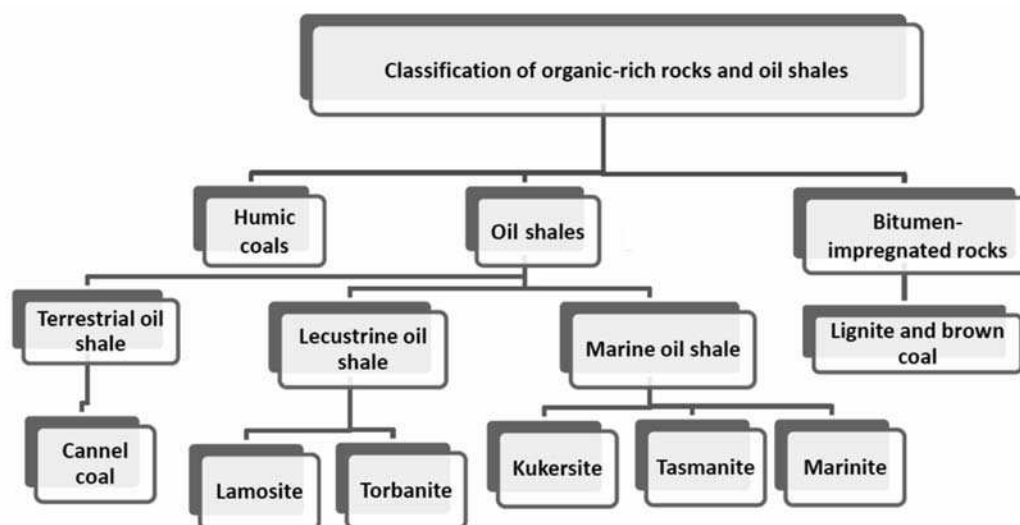 Classification of organic-rich rocks and oil shales
Humic
coals
Oil shales
Bitumen-
impregnated rocks
Terrestrial oil
shale
Lecustrine oil
shale
Marine oil shale
Lignite and brown
coal
Cannel
coal
Lamosite
Torbanite
Kukersite
Tasmanite
Marinite